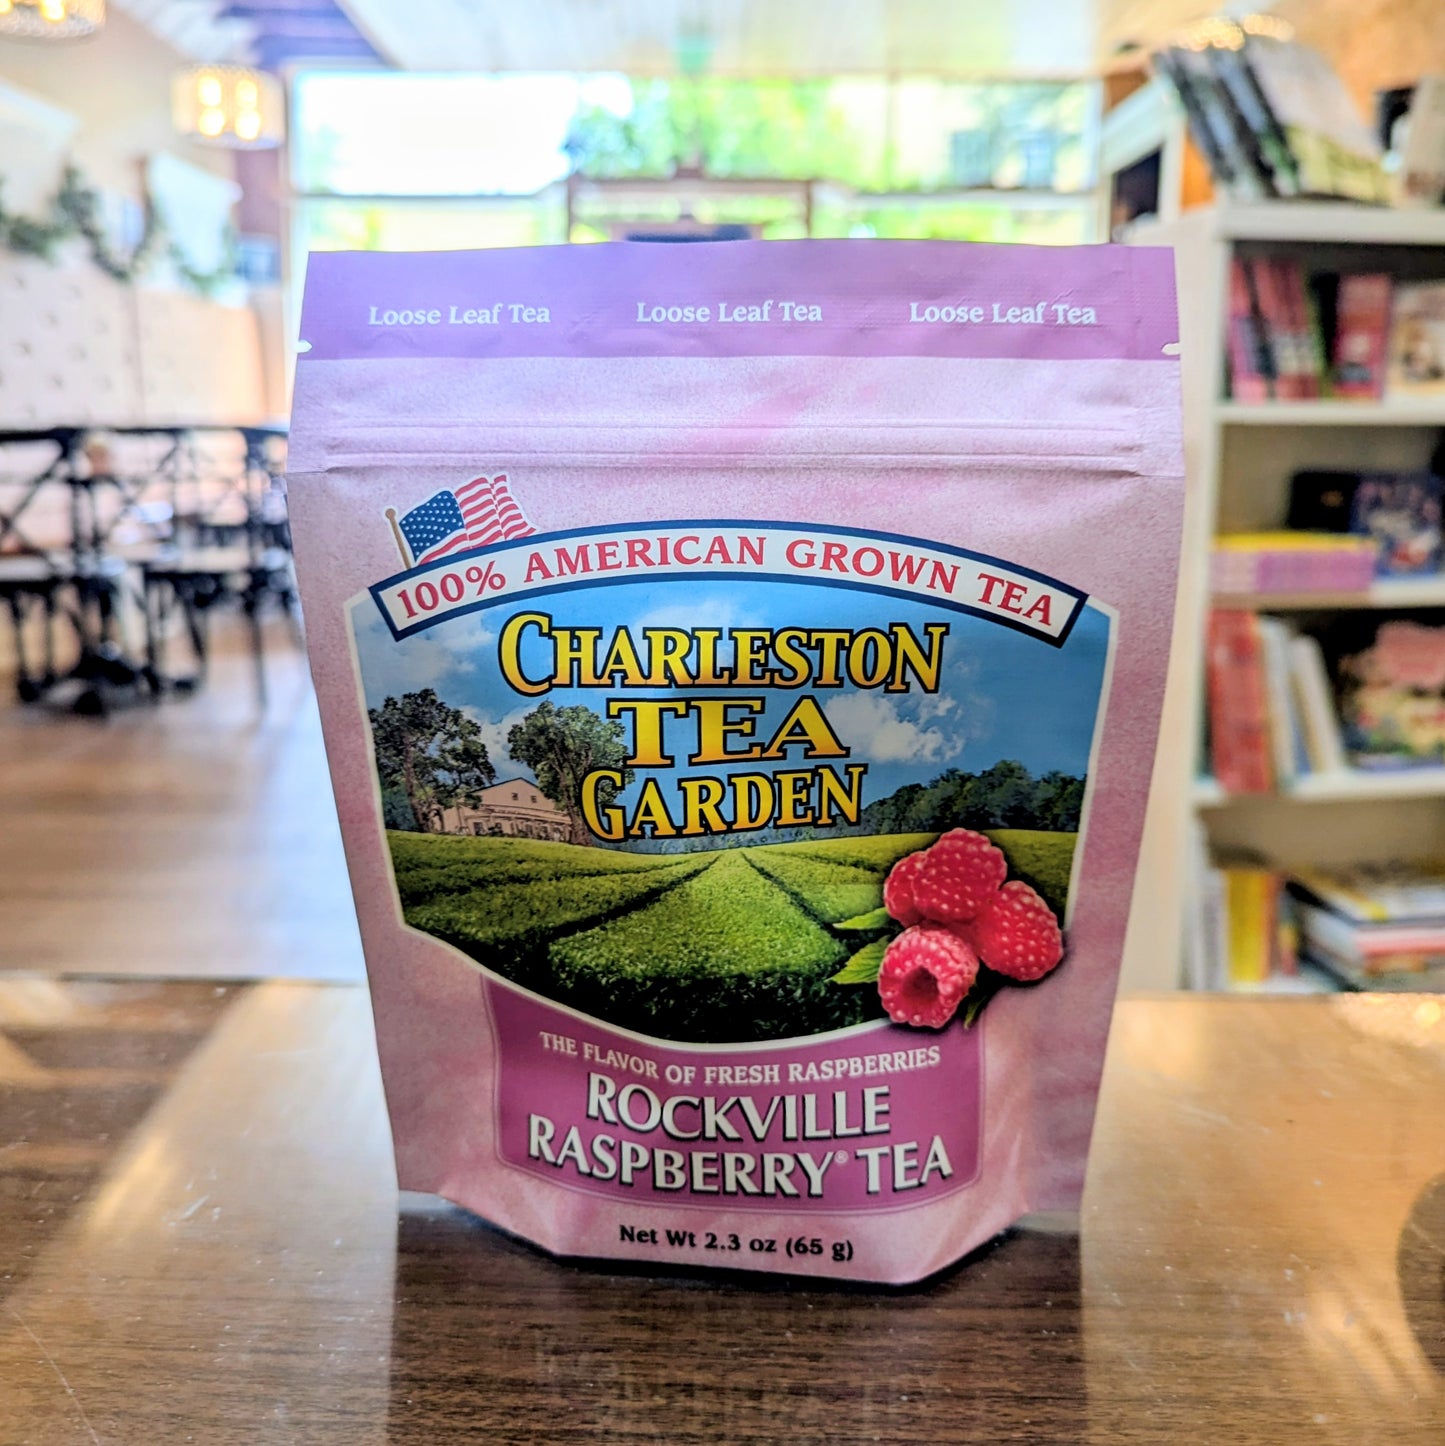 Loose Leaf Tea Loose Leaf Tea Loose Leaf Tea
100% AMERICAN GROWN TEA
CHARLESTON
TEA
GARDEN
THE FLAVOR OF FRESH RASPBERRIES
ROCKVILLE
RASPBERRY® TEA
Net Wt 2.3 oz (65 g)